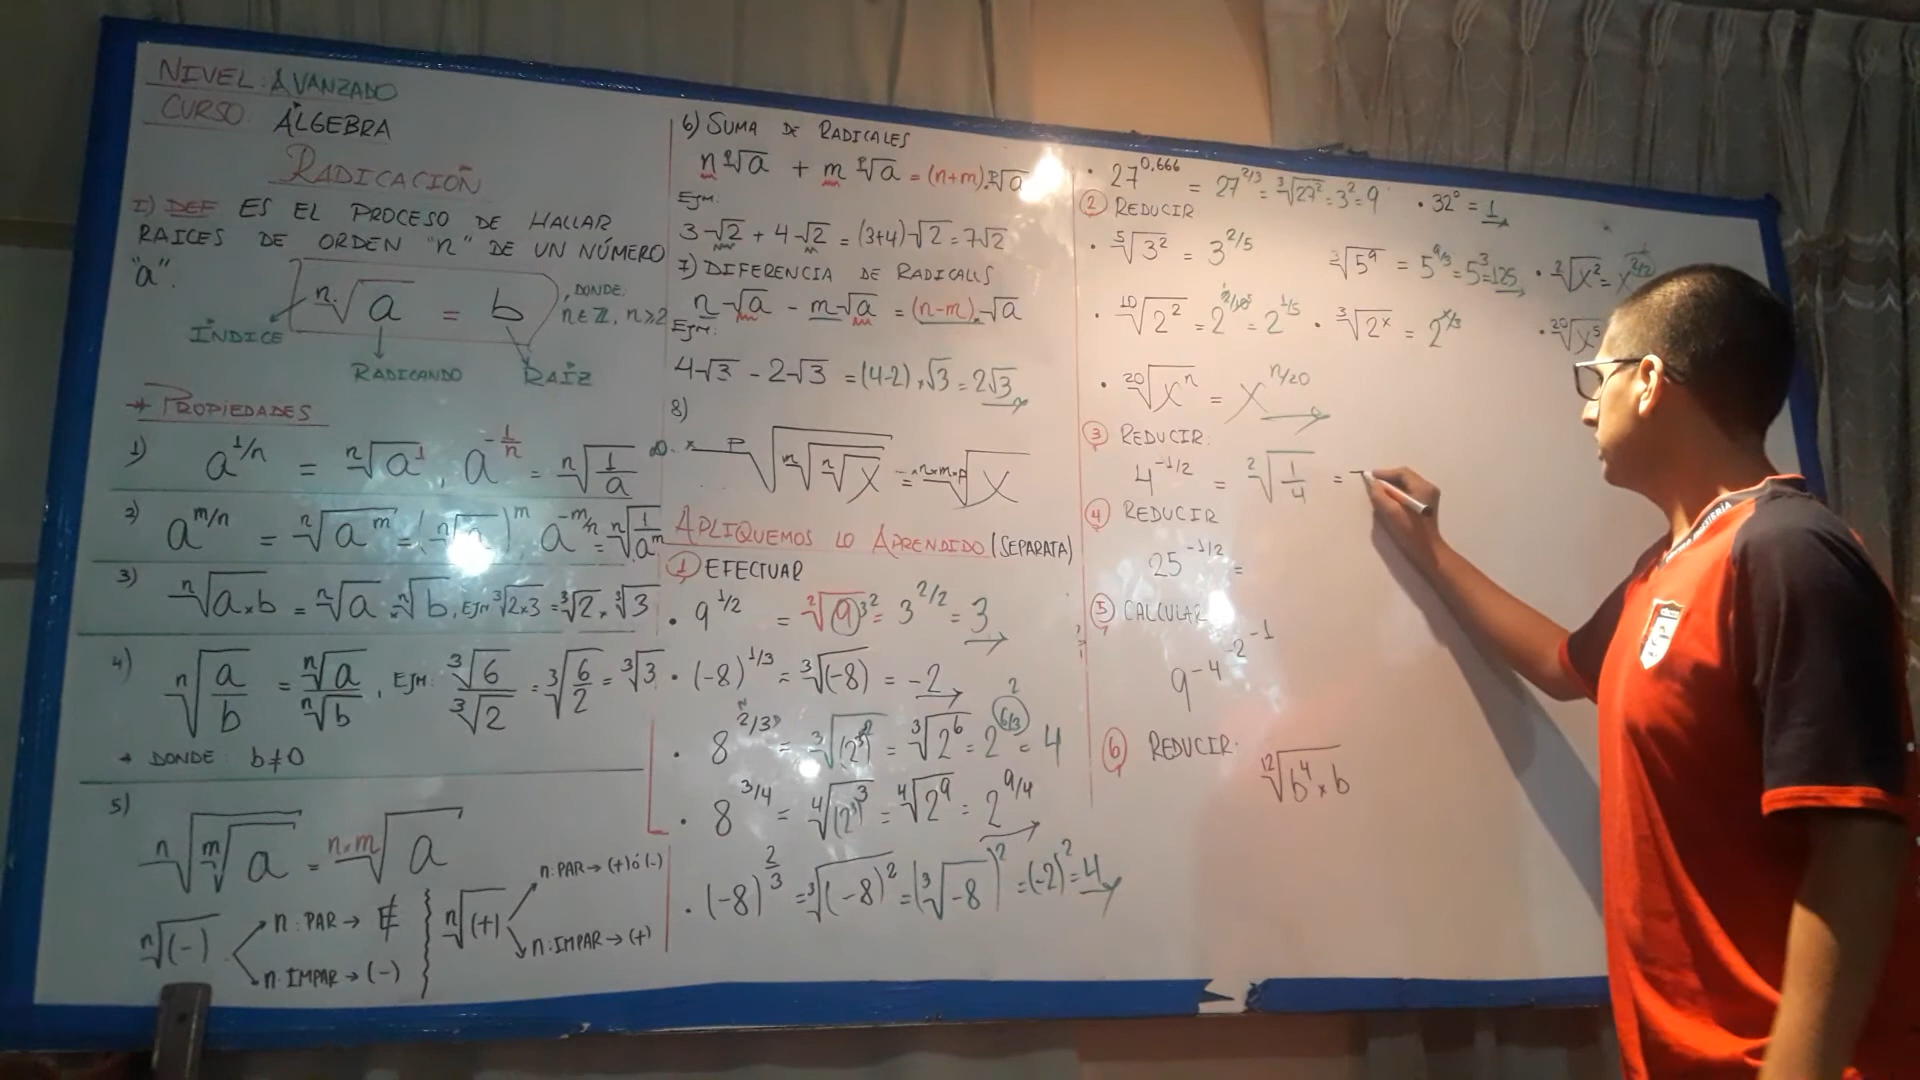 NIVEL: AVANZADO
CURSO: ÁLGEBRA
RADICACIÓN
I) DEF ES EL PROCESO DE HALLAR
RAICES DE ORDEN "n" DE UN NÚMERO
"a".
ⁿ√a = b , DONDE:
n ∈ ℤ, n ≥ 2
ÍNDICE
RADICANDO
RAÍZ
→ PROPIEDADES
1) a^(1/n) = ⁿ√a¹ , a^(-1/n) = ⁿ√(1/a)
2) a^(m/n) = ⁿ√(a^m) = (ⁿ√a)^m a^(-m/n) = ⁿ√(1/a^m)
3) ⁿ√(a×b) = ⁿ√a × ⁿ√b, EJM ³√(2×3) = ³√2 × ³√3
4) ⁿ√(a/b) = ⁿ√a/ⁿ√b , EJM: ³√6/³√2 = ³√(6/2) = ³√3
→ DONDE: b≠0
5) ⁿ√(ᵐ√a) = ⁿ·ᵐ√a
ⁿ√(-)
n: PAR → ∄
n: IMPAR → (-)
ⁿ√(+)
n: PAR → (+) ó (-)
n: IMPAR → (+)
6) SUMA DE RADICALES
n ᵖ√a + m ᵖ√a = (n+m).ᵖ√a
EJM:
3√2 + 4√2 = (3+4)√2 = 7√2
7) DIFERENCIA DE RADICALES
n√a - m√a = (n-m).√a
EJM:
4√3 - 2√3 = (4-2).√3 = 2√3
8)
ᵖ√(ᵐ√(ⁿ√x)) = ⁿ·ᵐ·ᵖ√x
APLIQUEMOS LO APRENDIDO (SEPARATA)
① EFECTUAR
• 9^(1/2) = ²√(9)3² = 3^(2/2) = 3
• (-8)^(1/3) = ³√(-8) = -2
• 8^(2/3) = ³√(2³)² = ³√2⁶ = 2^(6/3) = 4
• 8^(3/4) = ⁴√(2³)³ = ⁴√2⁹ = 2^(9/4)
• (-8)^(2/3) = ³√(-8)² = (³√-8)² = (-2)² = 4
• 27^0,666 = 27^(2/3) = ³√27² = 3² = 9 • 32⁰ = 1
② REDUCIR
• ⁵√3² = 3^(2/5) ³√5⁹ = 5^(9/3) = 5³ = 125 • ²√x² = x^(2/2)
• ¹⁰√2² = 2^(2/10) = 2^(1/5) • ³√2^x = 2^(x/3) • ²⁰√x⁵
• ²⁰√xⁿ = x^(n/20)
③ REDUCIR:
4^(-1/2) = ²√(1/4) =
④ REDUCIR
25^(-1/2) =
⑤ CALCULAR
9^(-4^(-2^(-1)))
⑥ REDUCIR:
¹²√(b⁴×b)